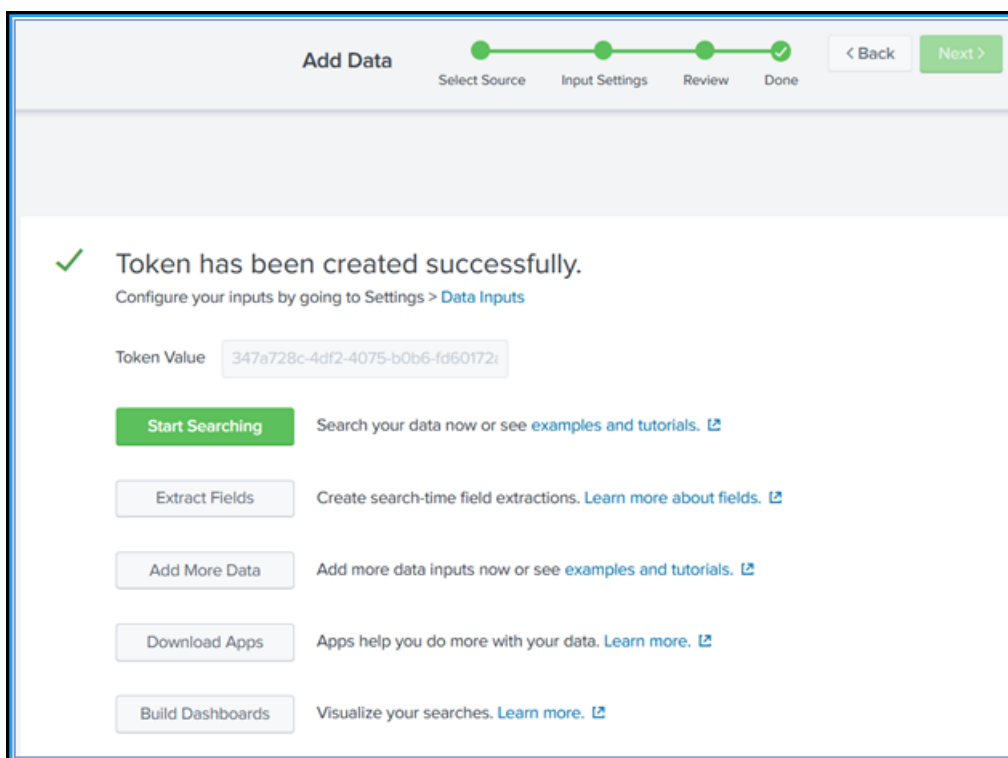 Add Data
Select Source
Input Settings
Review
Done
< Back
Next >
Token has been created successfully.
Configure your inputs by going to Settings > Data Inputs
Token Value 347a728c-4df2-4075-b0b6-fd60172a
Start Searching Search your data now or see examples and tutorials.
Extract Fields Create search-time field extractions. Learn more about fields.
Add More Data Add more data inputs now or see examples and tutorials.
Download Apps Apps help you do more with your data. Learn more.
Build Dashboards Visualize your searches. Learn more.